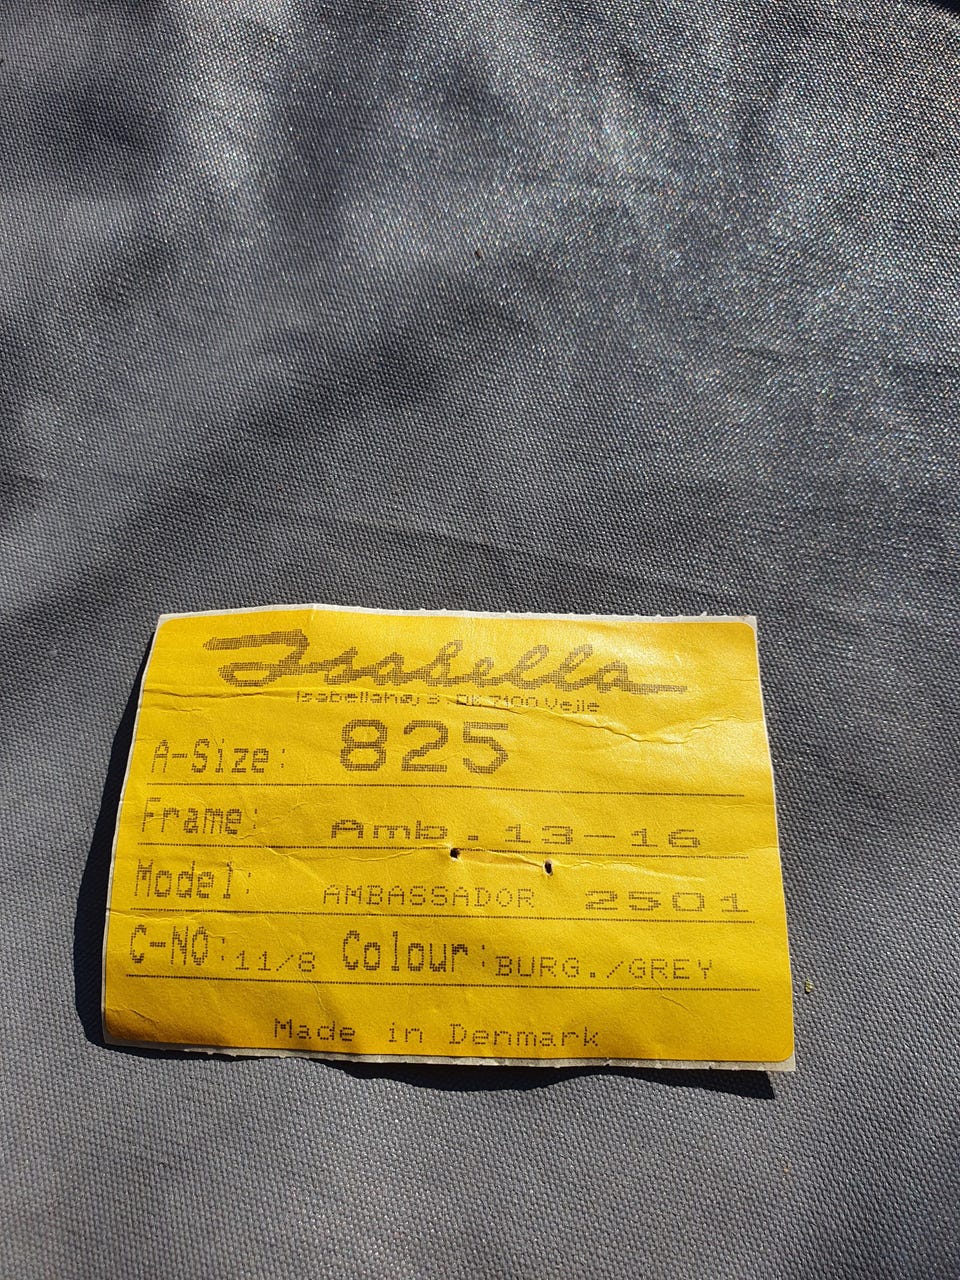 Isabella
Isabellahøj 3 . DK 7100 Vejle
A-Size: 825
Frame: Amb. 13-16
Model: AMBASSADOR 2501
C-NO: 11/8 Colour: BURG./GREY
Made in Denmark